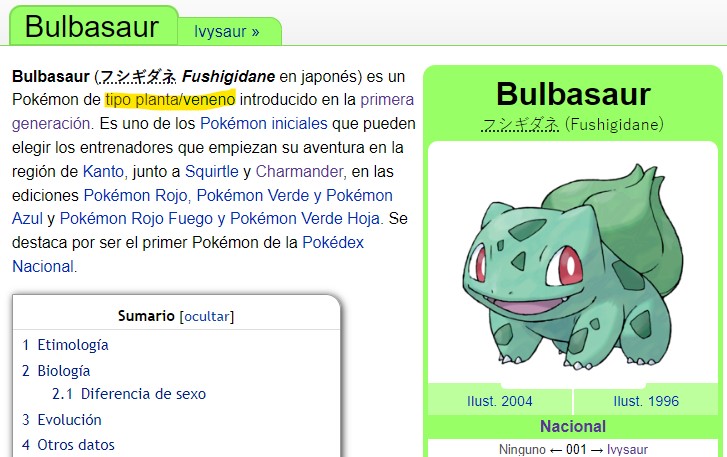 Bulbasaur
Ivysaur »
Bulbasaur (フシギダネ Fushigidane en japonés) es un
Pokémon de tipo planta/veneno introducido en la primera
generación. Es uno de los Pokémon iniciales que pueden
elegir los entrenadores que empiezan su aventura en la
región de Kanto, junto a Squirtle y Charmander, en las
ediciones Pokémon Rojo, Pokémon Verde y Pokémon
Azul y Pokémon Rojo Fuego y Pokémon Verde Hoja. Se
destaca por ser el primer Pokémon de la Pokédex
Nacional.
Sumario [ocultar]
1 Etimología
2 Biología
2.1 Diferencia de sexo
3 Evolución
4 Otros datos
Bulbasaur
フシギダネ (Fushigidane)
Ilust. 2004
Ilust. 1996
Nacional
Ninguno ← 001 → Ivysaur